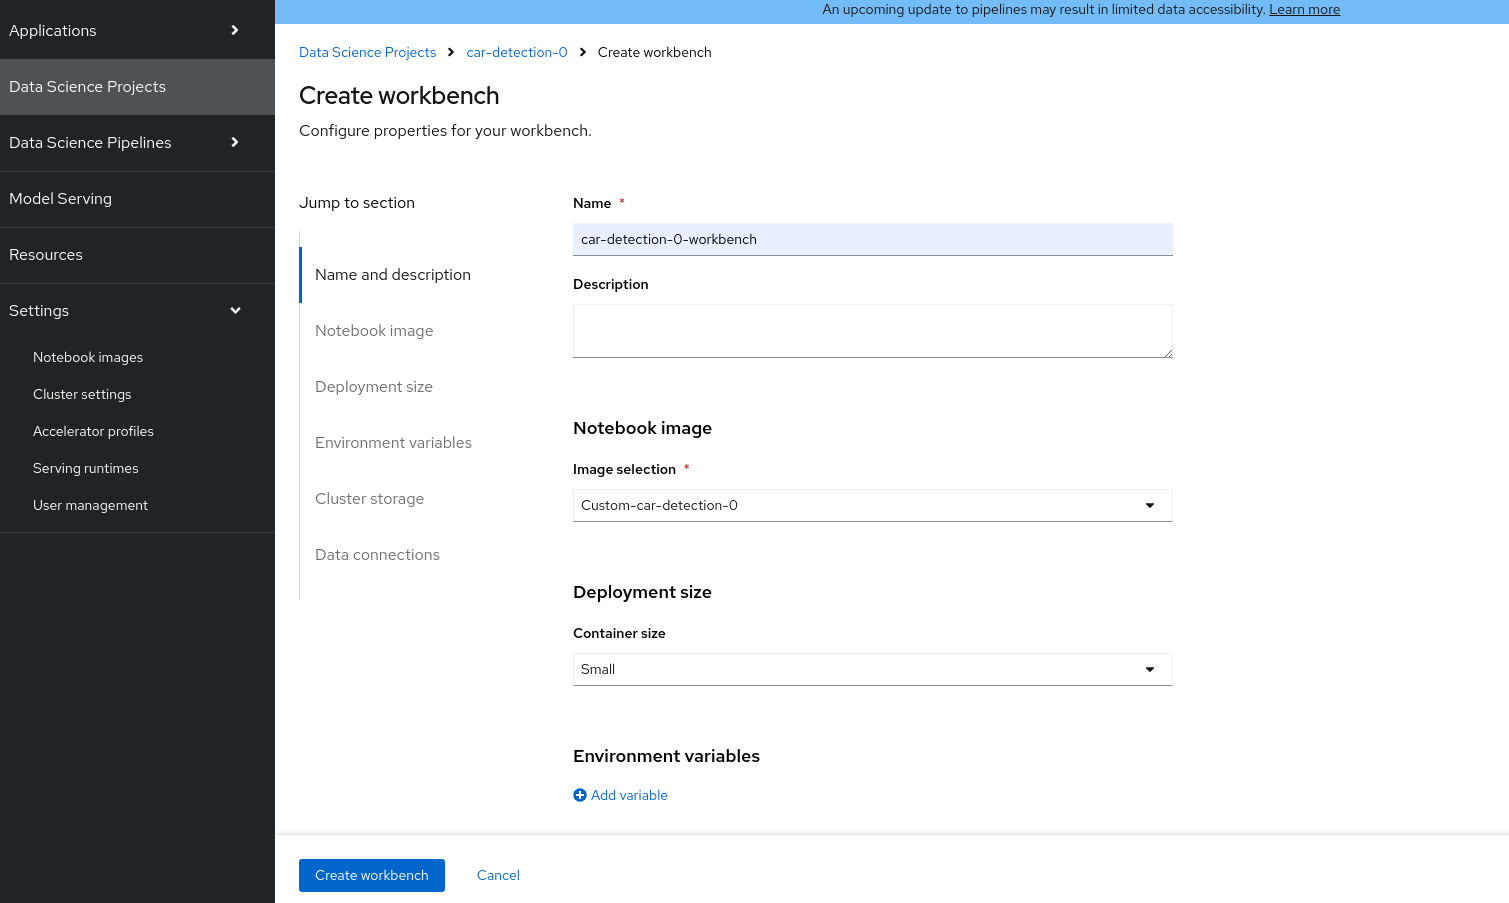 An upcoming update to pipelines may result in limited data accessibility. Learn more
Applications
Data Science Projects
Data Science Pipelines
Model Serving
Resources
Settings
Notebook images
Cluster settings
Accelerator profiles
Serving runtimes
User management
Data Science Projects > car-detection-0 > Create workbench
Create workbench
Configure properties for your workbench.
Jump to section
Name and description
Notebook image
Deployment size
Environment variables
Cluster storage
Data connections
Name *
car-detection-0-workbench
Description
Notebook image
Image selection *
Custom-car-detection-0
Deployment size
Container size
Small
Environment variables
Add variable
Create workbench
Cancel